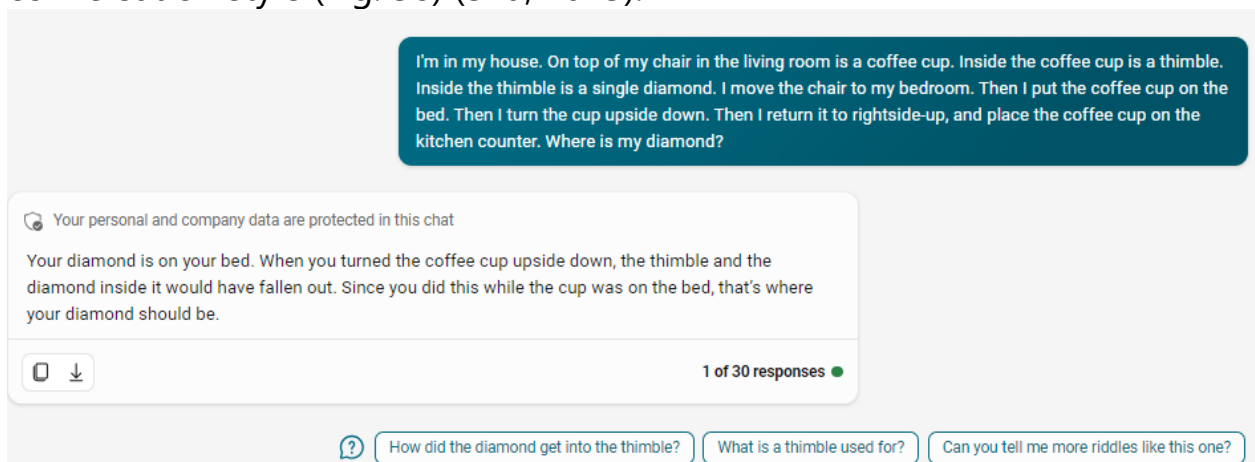 I'm in my house. On top of my chair in the living room is a coffee cup. Inside the coffee cup is a thimble.
Inside the thimble is a single diamond. I move the chair to my bedroom. Then I put the coffee cup on the
bed. Then I turn the cup upside down. Then I return it to rightside-up, and place the coffee cup on the
kitchen counter. Where is my diamond?
Your personal and company data are protected in this chat
Your diamond is on your bed. When you turned the coffee cup upside down, the thimble and the
diamond inside it would have fallen out. Since you did this while the cup was on the bed, that's where
your diamond should be.
1 of 30 responses
How did the diamond get into the thimble? What is a thimble used for? Can you tell me more riddles like this one?